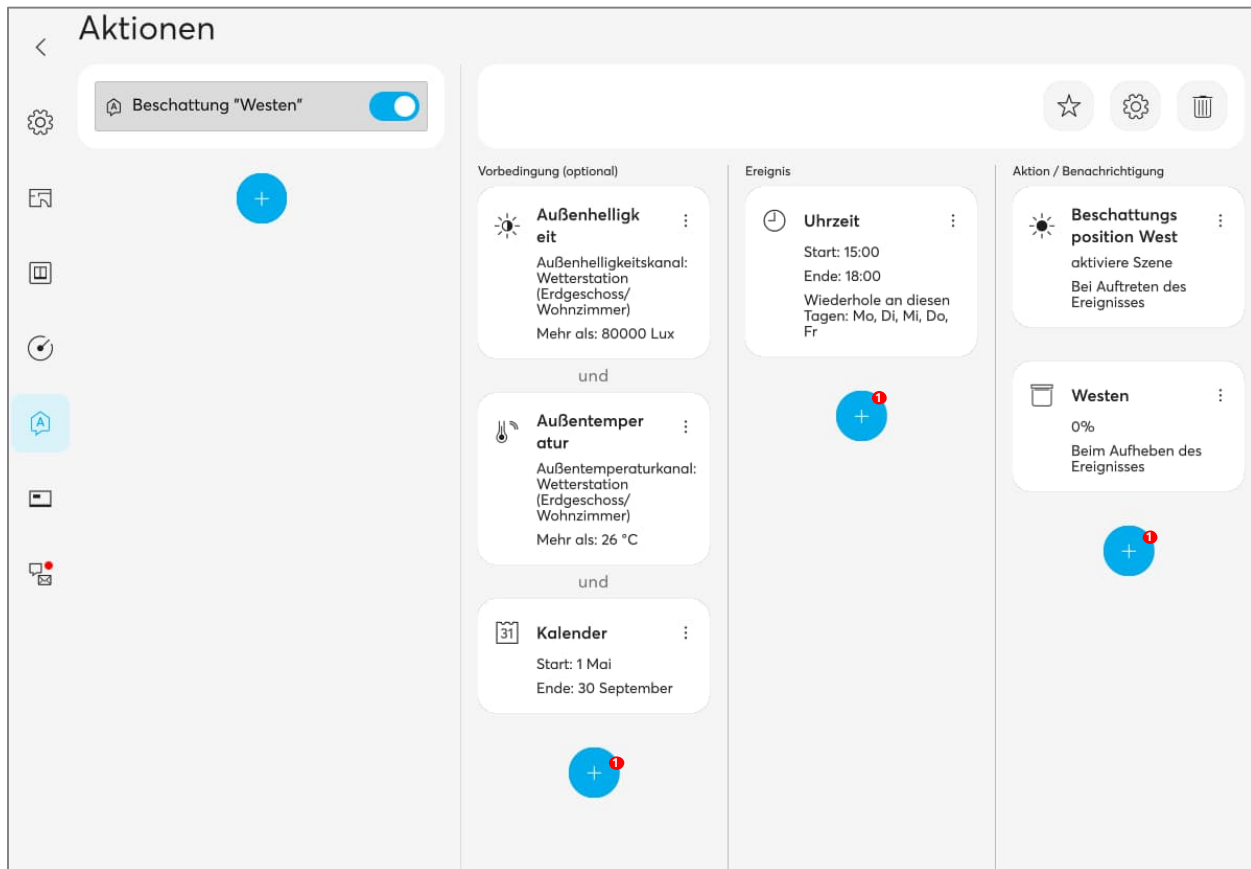 Aktionen
A
Beschattung "Westen"
Vorbedingung (optional)
Außenhelligk
eit
Außenhelligkeitskanal:
Wetterstation
(Erdgeschoss/
Wohnzimmer)
Mehr als: 80000 Lux
und
Außentemper
atur
Außentemperaturkanal:
Wetterstation
(Erdgeschoss/
Wohnzimmer)
Mehr als: 26 °C
und
31
Kalender
Start: 1 Mai
Ende: 30 September
1
Ereignis
Uhrzeit
Start: 15:00
Ende: 18:00
Wiederhole an diesen
Tagen: Mo, Di, Mi, Do,
Fr
1
Aktion / Benachrichtigung
Beschattungs
position West
aktiviere Szene
Bei Auftreten des
Ereignisses
Westen
0%
Beim Aufheben des
Ereignisses
1
A